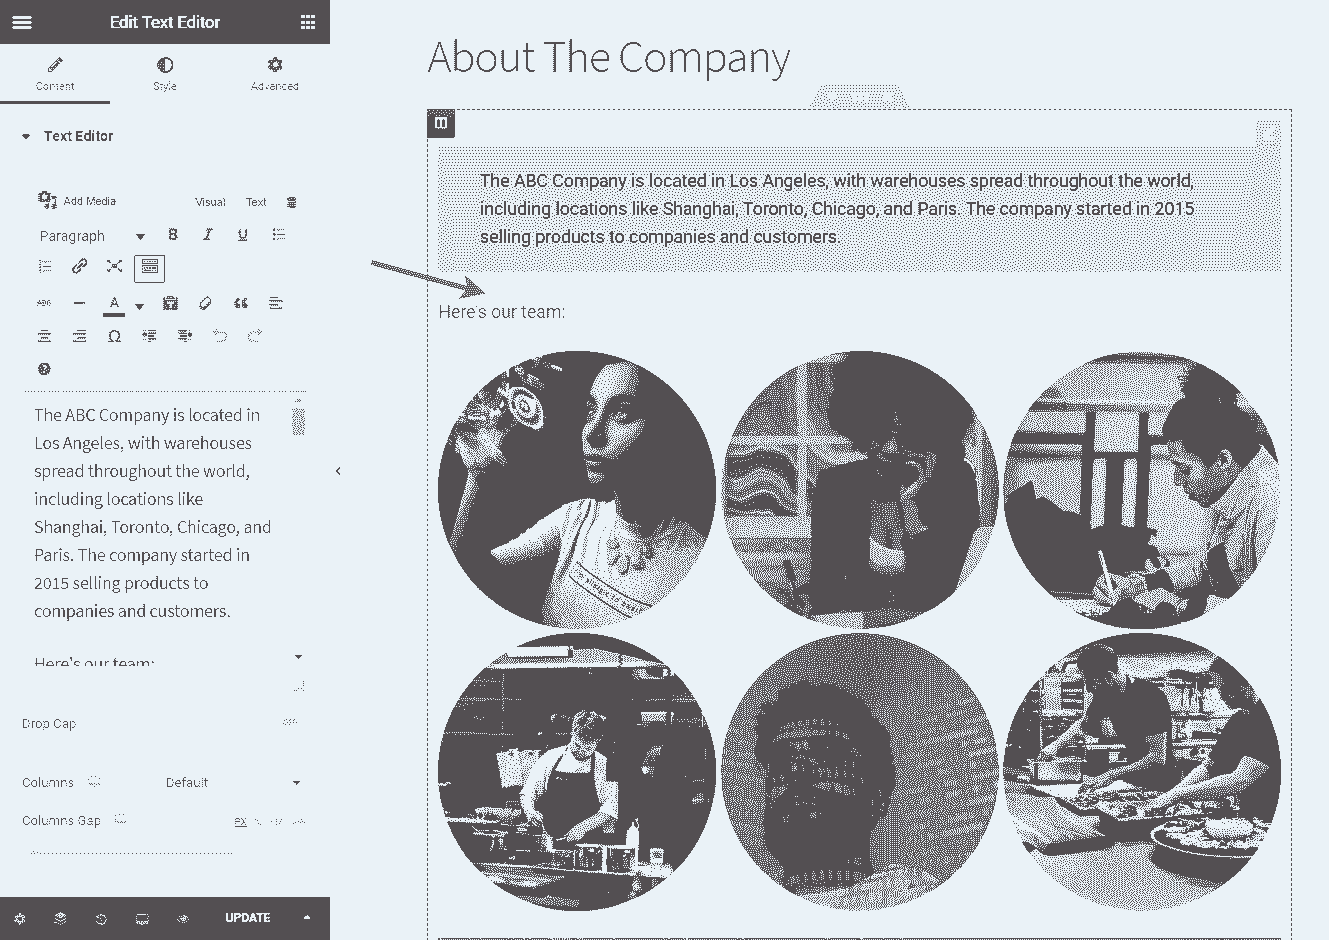 Edit Text Editor
Content
Style
Advanced
Text Editor
Add Media
Visual
Text
Paragraph
B
I
U
ABC
A
Ω
The ABC Company is located in
Los Angeles, with warehouses
spread throughout the world,
including locations like
Shanghai, Toronto, Chicago, and
Paris. The company started in
2015 selling products to
companies and customers.
Here's our team:
Drop Cap
Columns
Default
Columns Gap
UPDATE
About The Company
The ABC Company is located in Los Angeles, with warehouses spread throughout the world,
including locations like Shanghai, Toronto, Chicago, and Paris. The company started in 2015
selling products to companies and customers.
Here's our team: